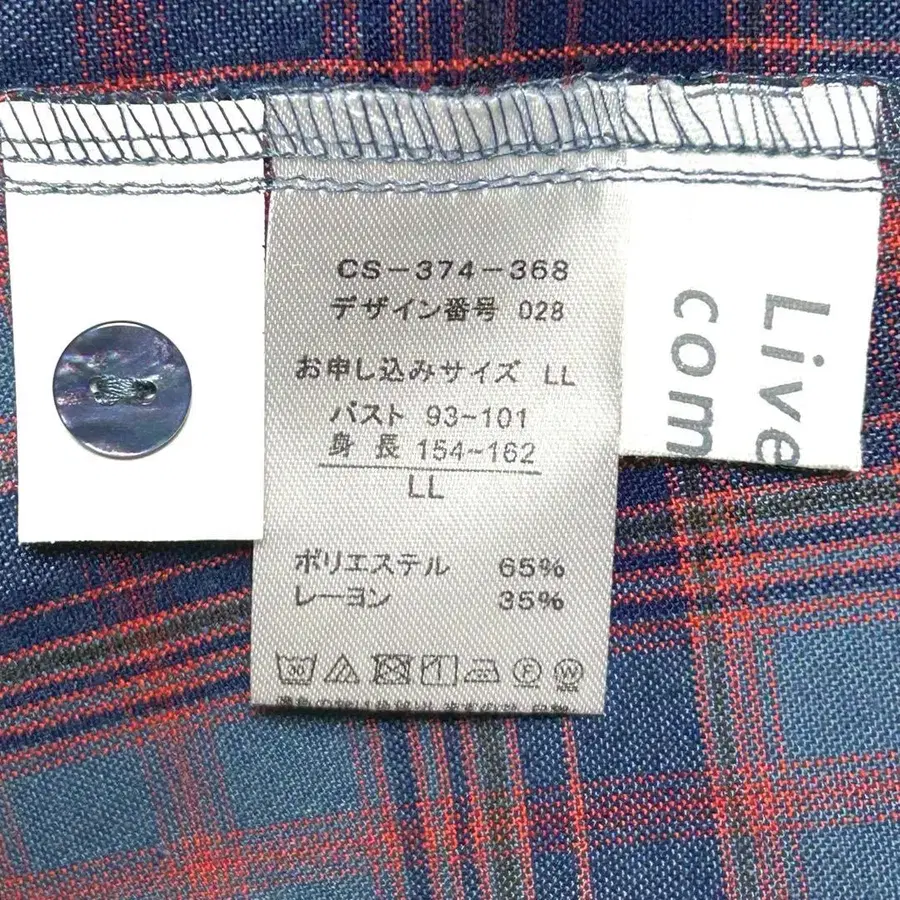 CS-374-368
デザイン番号 028
お申し込みサイズ LL
バスト 93~101
身長 154~162
LL
ポリエステル 65%
レーヨン 35%
30
F
W
Live
com